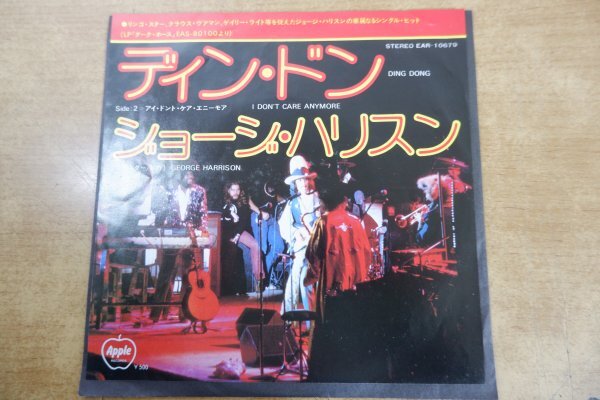 ●リンゴ・スター、クラウス・ヴアマン、ゲイリー・ライト等を従えたジョージ・ハリスンの華麗なるシングル・ヒット
(LP"ダーク・ホース" EAS-80100より)
STEREO EAR-10679
ディン・ドン
DING DONG
Side: 2 ○ アイ・ドント・ケア・エニーモア
I DON'T CARE ANYMORE
ジョージ・ハリスン
GEORGE HARRISON
Apple
RECORDS
¥500